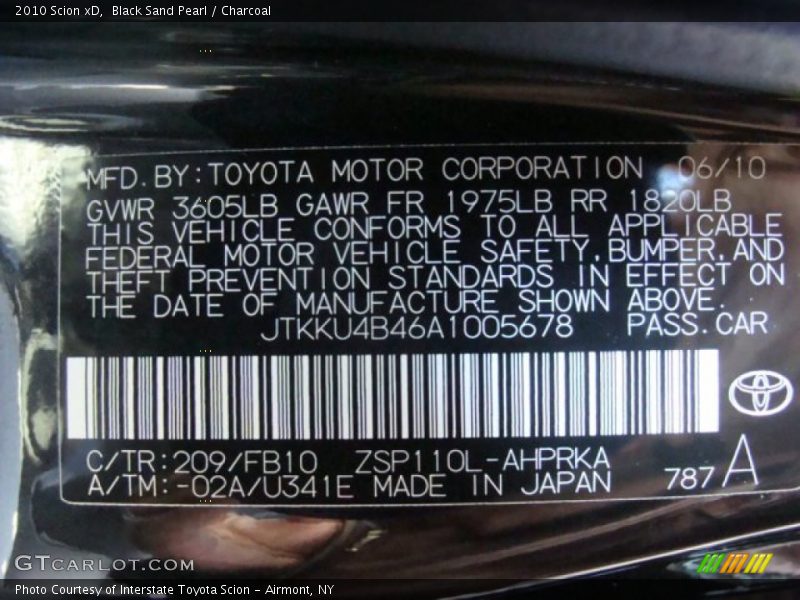 2010 Scion xD,  Black Sand Pearl / Charcoal
MFD.BY:TOYOTA MOTOR CORPORATION 06/10
GVWR 3605LB GAWR FR 1975LB RR 1820LB
THIS VEHICLE CONFORMS TO ALL APPLICABLE
FEDERAL MOTOR VEHICLE SAFETY,BUMPER,AND
THEFT PREVENTION STANDARDS IN EFFECT ON
THE DATE OF MANUFACTURE SHOWN ABOVE.
JTKKU4B46A1005678 PASS.CAR
C/TR:209/FB10 ZSP110L-AHPRKA
A/TM:-02A/U341E MADE IN JAPAN 787 A
GTCARLOT.COM
Photo Courtesy of Interstate Toyota Scion - Airmont, NY